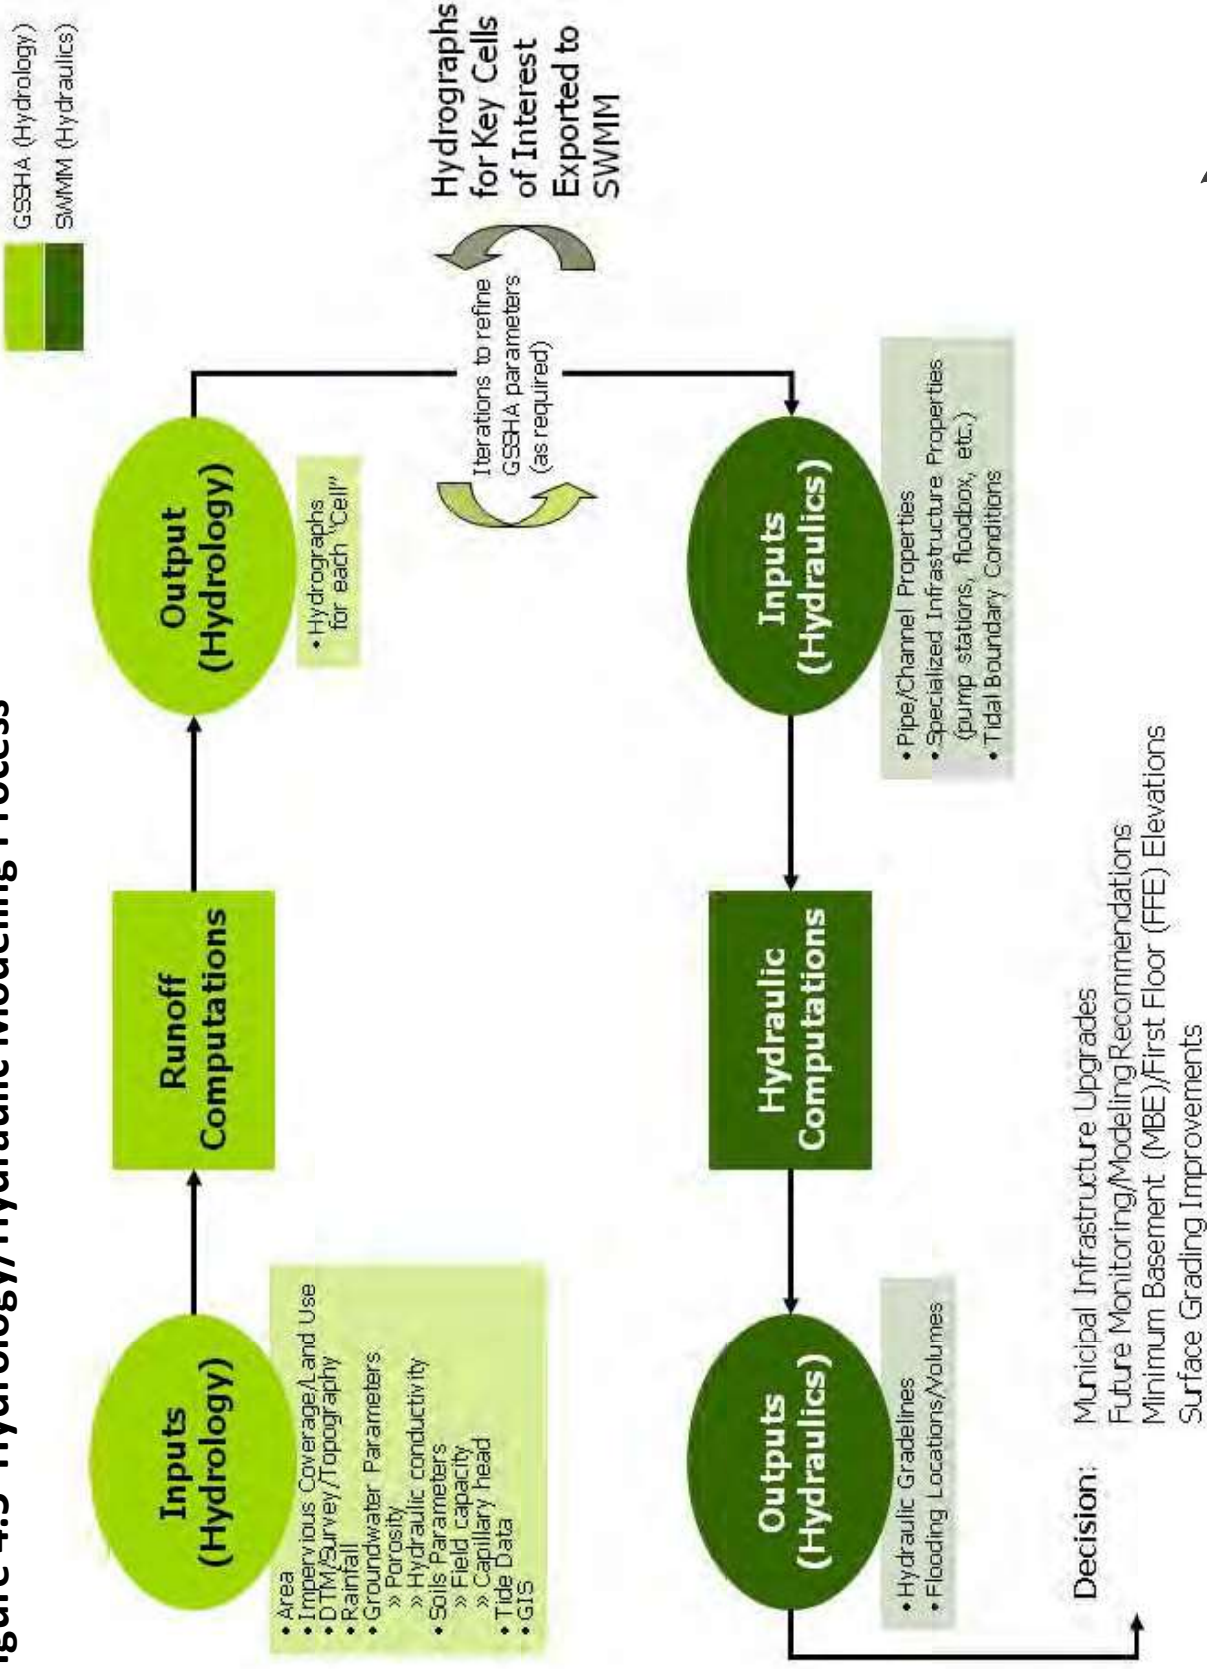 Figure 4.5 Hydrology/Hydraulic Modeling Process
GSSHA (Hydrology)
SWMM (Hydraulics)
Inputs
(Hydrology)
• Area
• Impervious Coverage/Land Use
• DTM/Survey/Topography
• Rainfall
• Groundwater Parameters
» Porosity
» Hydraulic conductivity
• Soils Parameters
» Field capacity
» Capillary head
• Tide Data
• GIS
Runoff
Computations
Output
(Hydrology)
• Hydrographs
for each "Cell"
Iterations to refine
GSSHA parameters
(as required)
Hydrographs
for Key Cells
of Interest
Exported to
SWMM
Inputs
(Hydraulics)
• Pipe/Channel Properties
• Specialized Infrastructure Properties
(pump stations, floodbox, etc.)
• Tidal Boundary Conditions
Hydraulic
Computations
Outputs
(Hydraulics)
• Hydraulic Gradelines
• Flooding Locations/Volumes
Decision: Municipal Infrastructure Upgrades
Future Monitoring/Modeling Recommendations
Minimum Basement (MBE)/First Floor (FFE) Elevations
Surface Grading Improvements